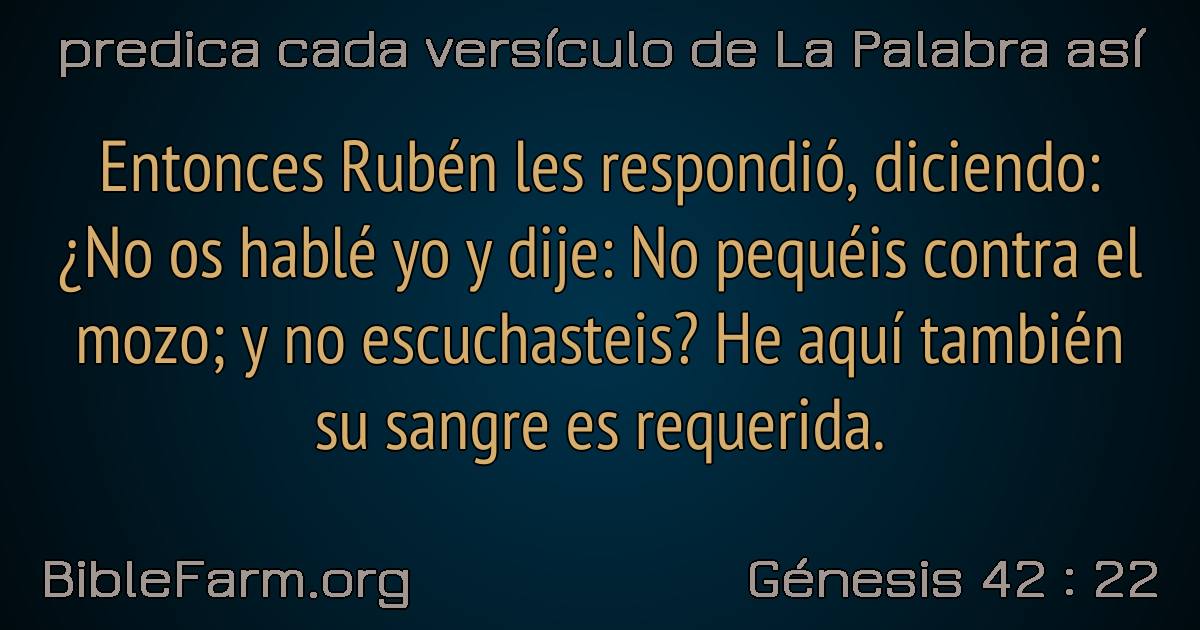 predica cada versículo de La Palabra así
Entonces Rubén les respondió, diciendo:
¿No os hablé yo y dije: No pequéis contra el
mozo; y no escuchasteis? He aquí también
su sangre es requerida.
BibleFarm.org
Génesis 42 : 22